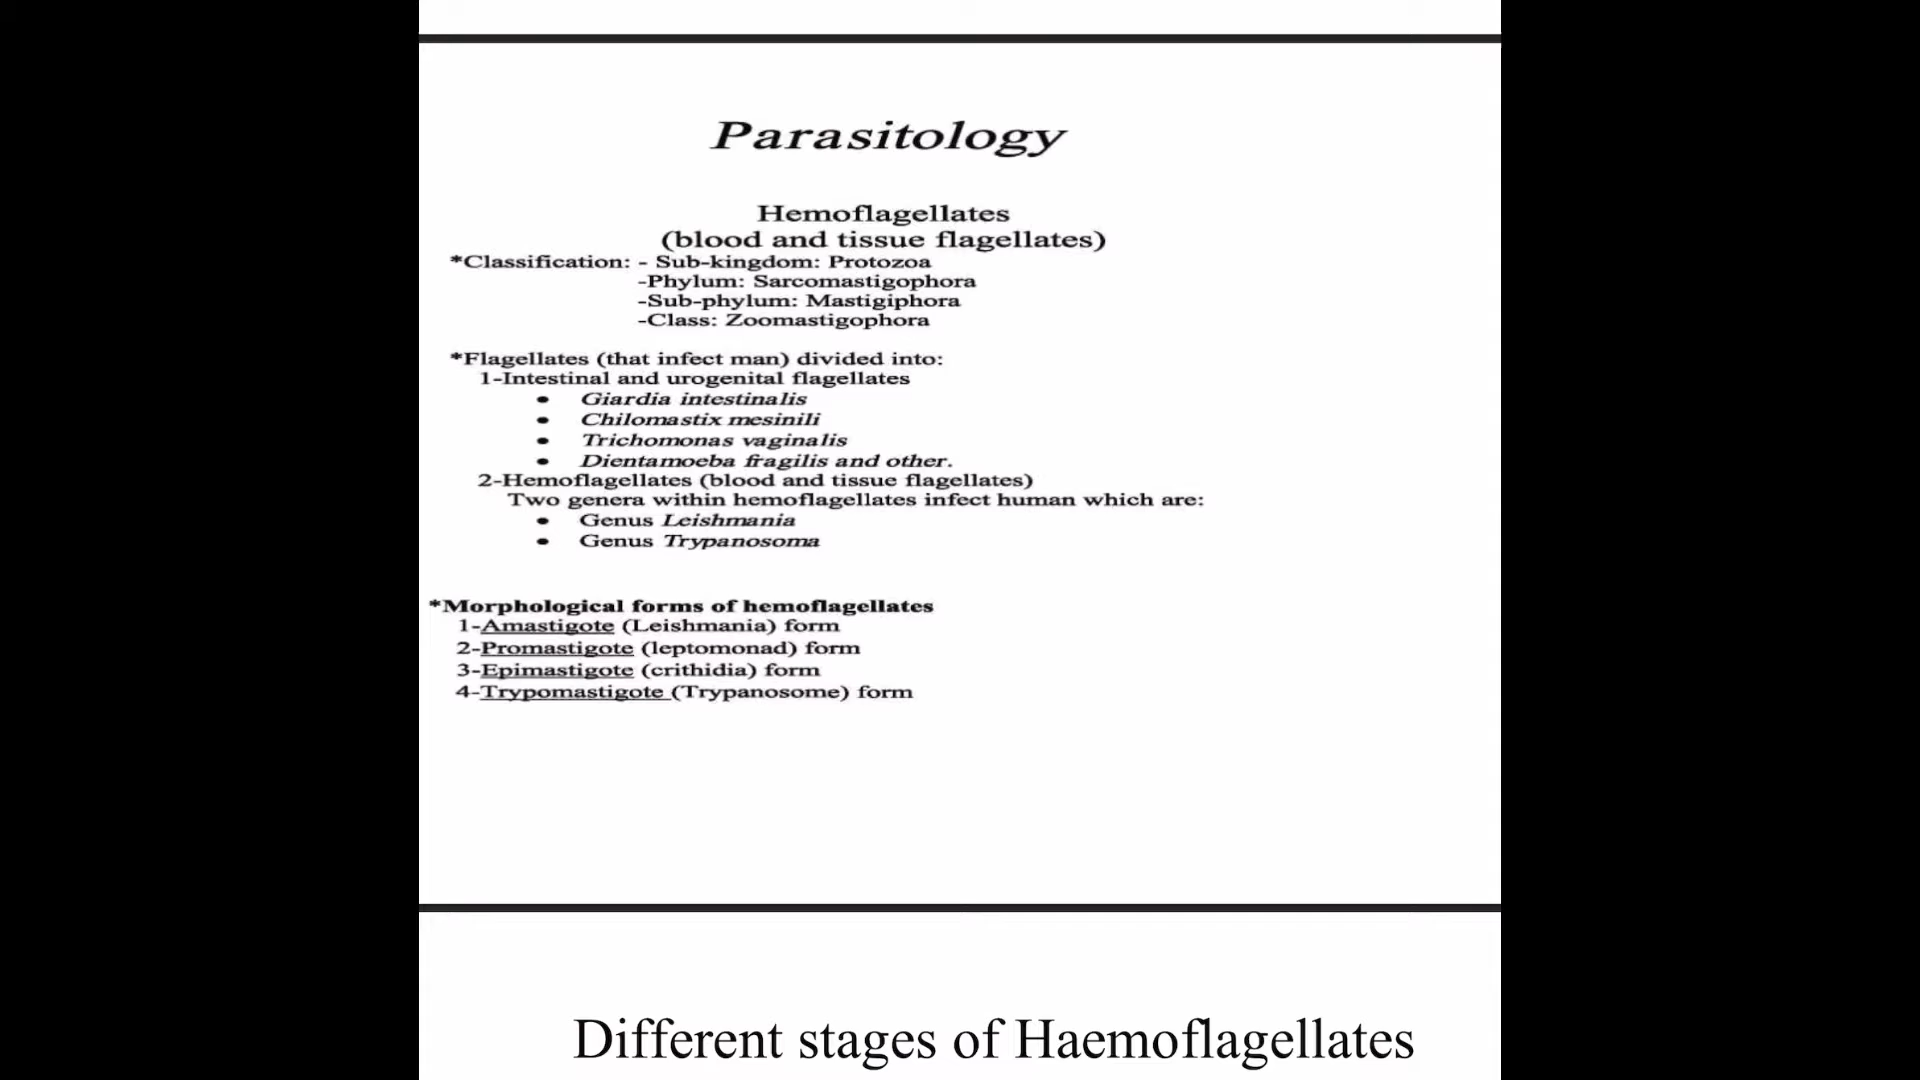 Parasitology
Hemoflagellates
(blood and tissue flagellates)
*Classification: - Sub-kingdom: Protozoa
-Phylum: Sarcomastigophora
-Sub-phylum: Mastigiphora
-Class: Zoomastigophora
*Flagellates (that infect man) divided into:
1-Intestinal and urogenital flagellates
• Giardia intestinalis
• Chilomastix mesinili
• Trichomonas vaginalis
• Dientamoeba fragilis and other.
2-Hemoflagellates (blood and tissue flagellates)
Two genera within hemoflagellates infect human which are:
• Genus Leishmania
• Genus Trypanosoma
*Morphological forms of hemoflagellates
1-Amastigote (Leishmania) form
2-Promastigote (leptomonad) form
3-Epimastigote (crithidia) form
4-Trypomastigote (Trypanosome) form
Different stages of Haemoflagellates